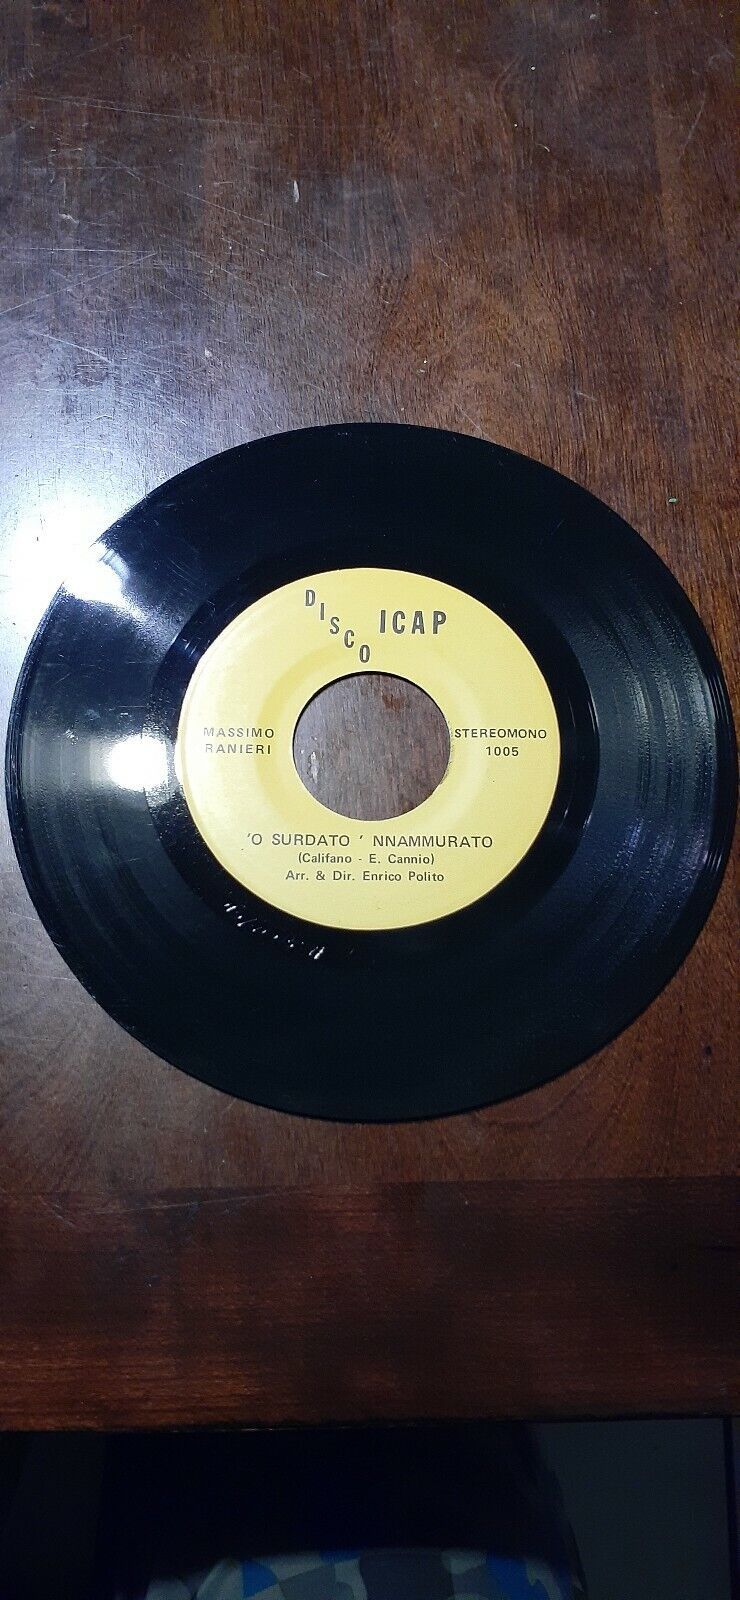 DISCO ICAP
MASSIMO
RANIERI
STEREOMONO
1005
'O SURDATO ' NNAMMURATO
(Califano - E. Cannio)
Arr. & Dir. Enrico Polito